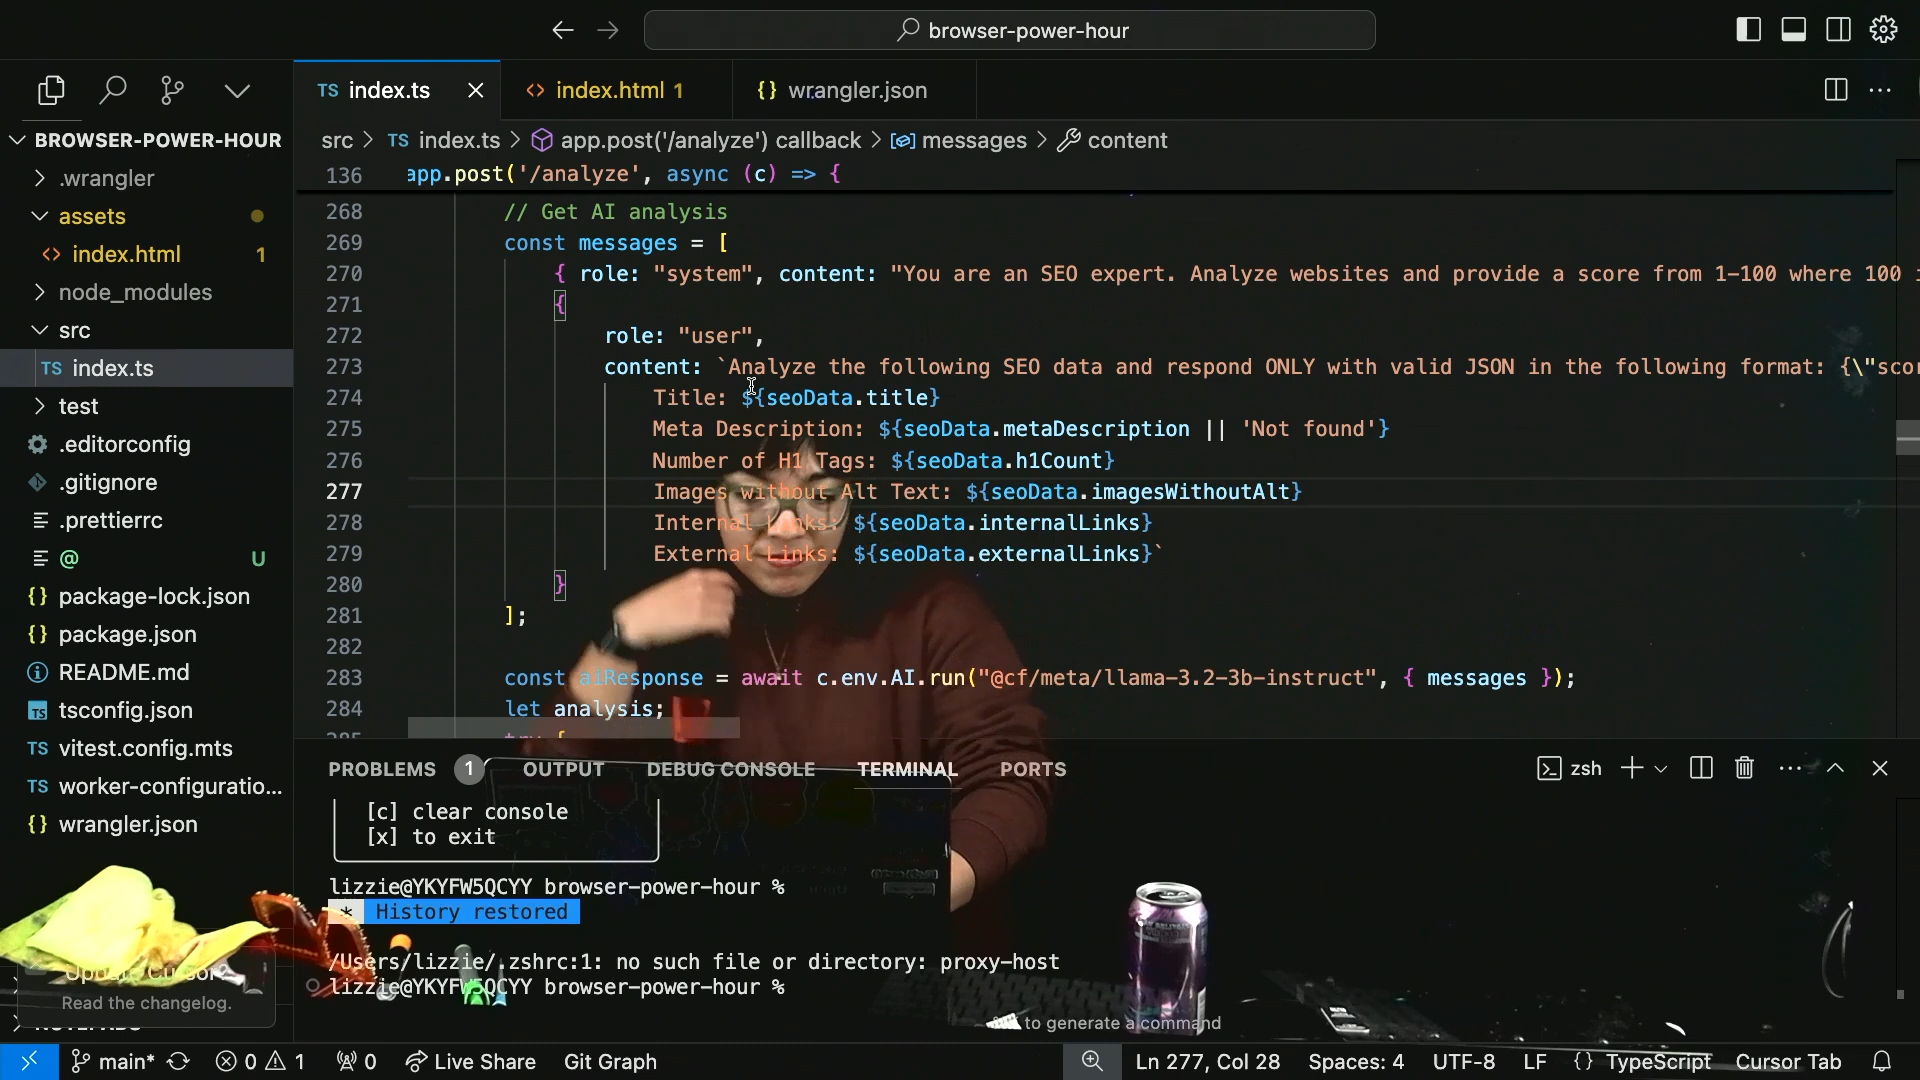 browser-power-hour
TS index.ts
<> index.html 1
{} wrangler.json
BROWSER-POWER-HOUR
.wrangler
assets
<> index.html 1
node_modules
src
TS index.ts
test
.editorconfig
.gitignore
.prettierrc
@ U
{} package-lock.json
{} package.json
README.md
TS tsconfig.json
TS vitest.config.mts
TS worker-configuratio...
{} wrangler.json
Update Cursor?
Read the changelog.
src > TS index.ts > app.post('/analyze') callback > messages > content
136 app.post('/analyze', async (c) => {
268 // Get AI analysis
269 const messages = [
270 { role: "system", content: "You are an SEO expert. Analyze websites and provide a score from 1-100 where 100
271 {
272 role: "user",
273 content: `Analyze the following SEO data and respond ONLY with valid JSON in the following format: {\"scor
274 Title: ${seoData.title}
275 Meta Description: ${seoData.metaDescription || 'Not found'}
276 Number of H1 Tags: ${seoData.h1Count}
277 Images without Alt Text: ${seoData.imagesWithoutAlt}
278 Internal Links: ${seoData.internalLinks}
279 External Links: ${seoData.externalLinks}`
280 }
281 ];
282
283 const aiResponse = await c.env.AI.run("@cf/meta/llama-3.2-3b-instruct", { messages });
284 let analysis;
PROBLEMS 1 OUTPUT DEBUG CONSOLE TERMINAL PORTS
zsh
[c] clear console
[x] to exit
lizzie@YKYFW5QCYY browser-power-hour %
* History restored
/Users/lizzie/.zshrc:1: no such file or directory: proxy-host
lizzie@YKYFW5QCYY browser-power-hour %
to generate a command
main* 0 1 0 Live Share Git Graph
Ln 277, Col 28 Spaces: 4 UTF-8 LF {} TypeScript Cursor Tab